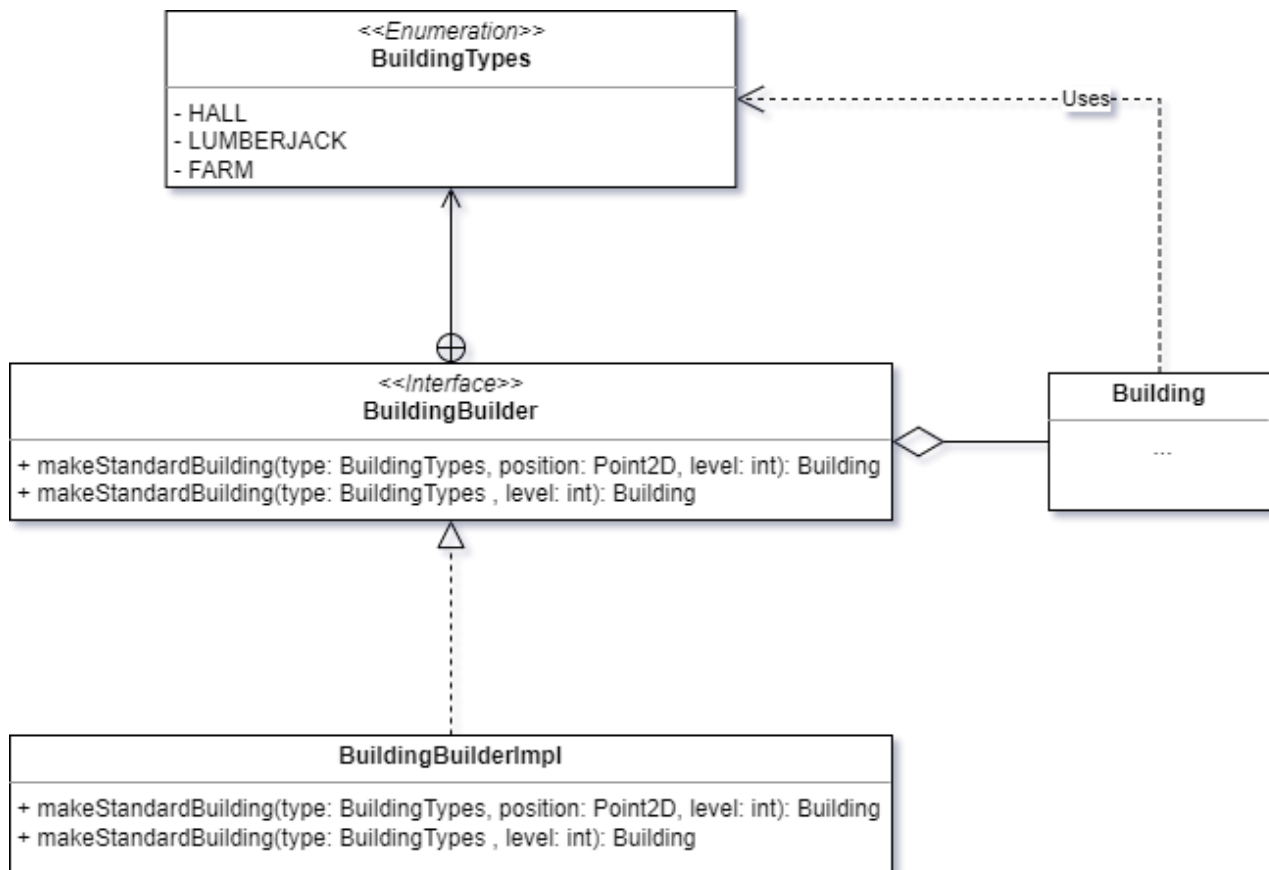 <<Enumeration>>
BuildingTypes
- HALL
- LUMBERJACK
- FARM
Uses
<<Interface>>
BuildingBuilder
+ makeStandardBuilding(type: BuildingTypes, position: Point2D, level: int): Building
+ makeStandardBuilding(type: BuildingTypes , level: int): Building
Building
...
BuildingBuilderImpl
+ makeStandardBuilding(type: BuildingTypes, position: Point2D, level: int): Building
+ makeStandardBuilding(type: BuildingTypes , level: int): Building